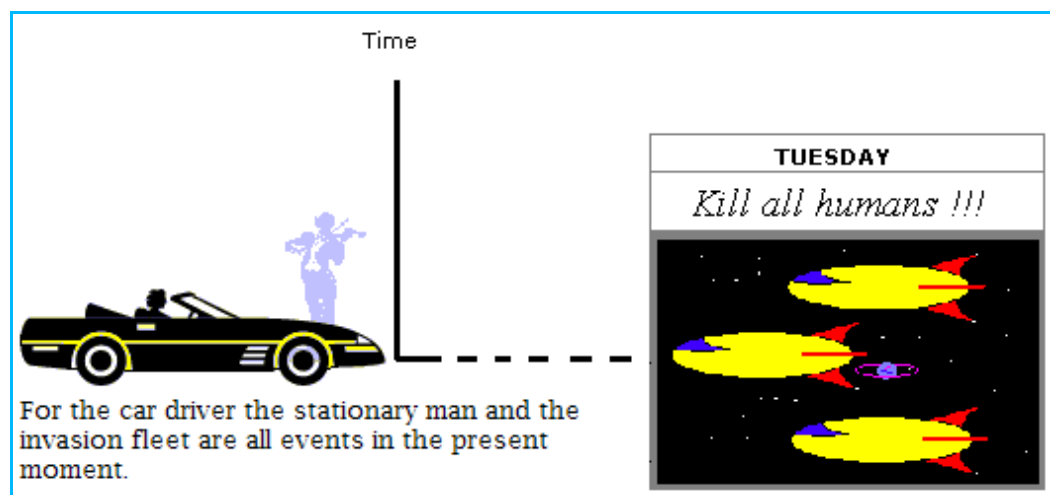 Time
TUESDAY
Kill all humans !!!
For the car driver the stationary man and the
invasion fleet are all events in the present
moment.